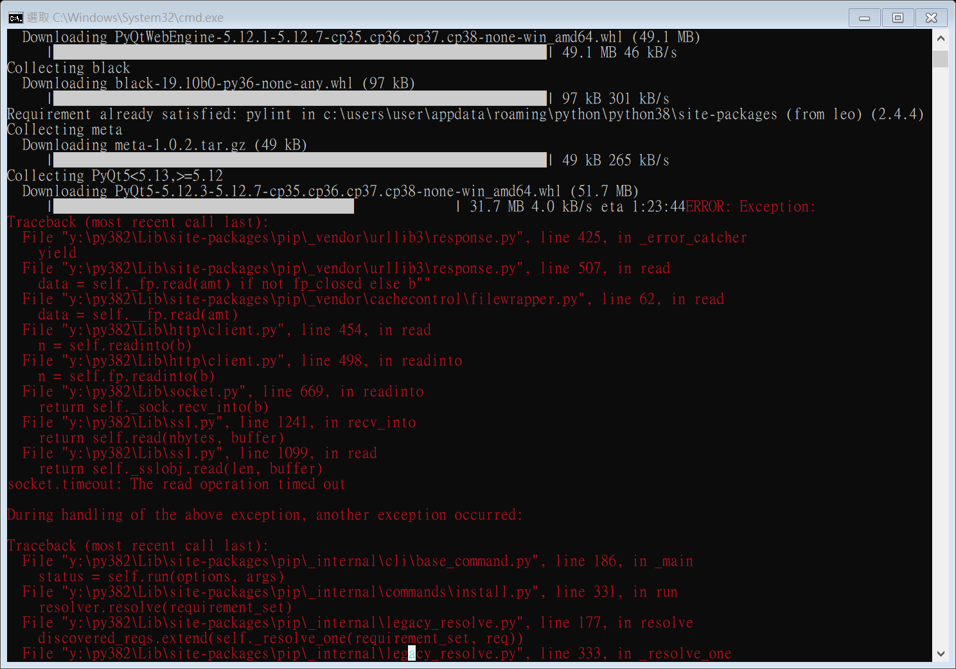 選取 C:\Windows\System32\cmd.exe
Downloading PyQtWebEngine-5.12.1-5.12.7-cp35.cp36.cp37.cp38-none-win_amd64.whl (49.1 MB)
| 49.1 MB 46 kB/s
Collecting black
Downloading black-19.10b0-py36-none-any.whl (97 kB)
| 97 kB 301 kB/s
Requirement already satisfied: pylint in c:\users\user\appdata\roaming\python\python38\site-packages (from leo) (2.4.4)
Collecting meta
Downloading meta-1.0.2.tar.gz (49 kB)
| 49 kB 265 kB/s
Collecting PyQt5<5.13,>=5.12
Downloading PyQt5-5.12.3-5.12.7-cp35.cp36.cp37.cp38-none-win_amd64.whl (51.7 MB)
| 31.7 MB 4.0 kB/s eta 1:23:44ERROR: Exception:
Traceback (most recent call last):
File "y:\py382\Lib\site-packages\pip\_vendor\urllib3\response.py", line 425, in _error_catcher
yield
File "y:\py382\Lib\site-packages\pip\_vendor\urllib3\response.py", line 507, in read
data = self._fp.read(amt) if not fp_closed else b""
File "y:\py382\Lib\site-packages\pip\_vendor\cachecontrol\filewrapper.py", line 62, in read
data = self.__fp.read(amt)
File "y:\py382\Lib\http\client.py", line 454, in read
n = self.readinto(b)
File "y:\py382\Lib\http\client.py", line 498, in readinto
n = self.fp.readinto(b)
File "y:\py382\Lib\socket.py", line 669, in readinto
return self._sock.recv_into(b)
File "y:\py382\Lib\ssl.py", line 1241, in recv_into
return self.read(nbytes, buffer)
File "y:\py382\Lib\ssl.py", line 1099, in read
return self._sslobj.read(len, buffer)
socket.timeout: The read operation timed out
During handling of the above exception, another exception occurred:
Traceback (most recent call last):
File "y:\py382\Lib\site-packages\pip\_internal\cli\base_command.py", line 186, in _main
status = self.run(options, args)
File "y:\py382\Lib\site-packages\pip\_internal\commands\install.py", line 331, in run
resolver.resolve(requirement_set)
File "y:\py382\Lib\site-packages\pip\_internal\legacy_resolve.py", line 177, in resolve
discovered_reqs.extend(self._resolve_one(requirement_set, req))
File "y:\py382\Lib\site-packages\pip\_internal\legacy_resolve.py", line 333, in _resolve_one